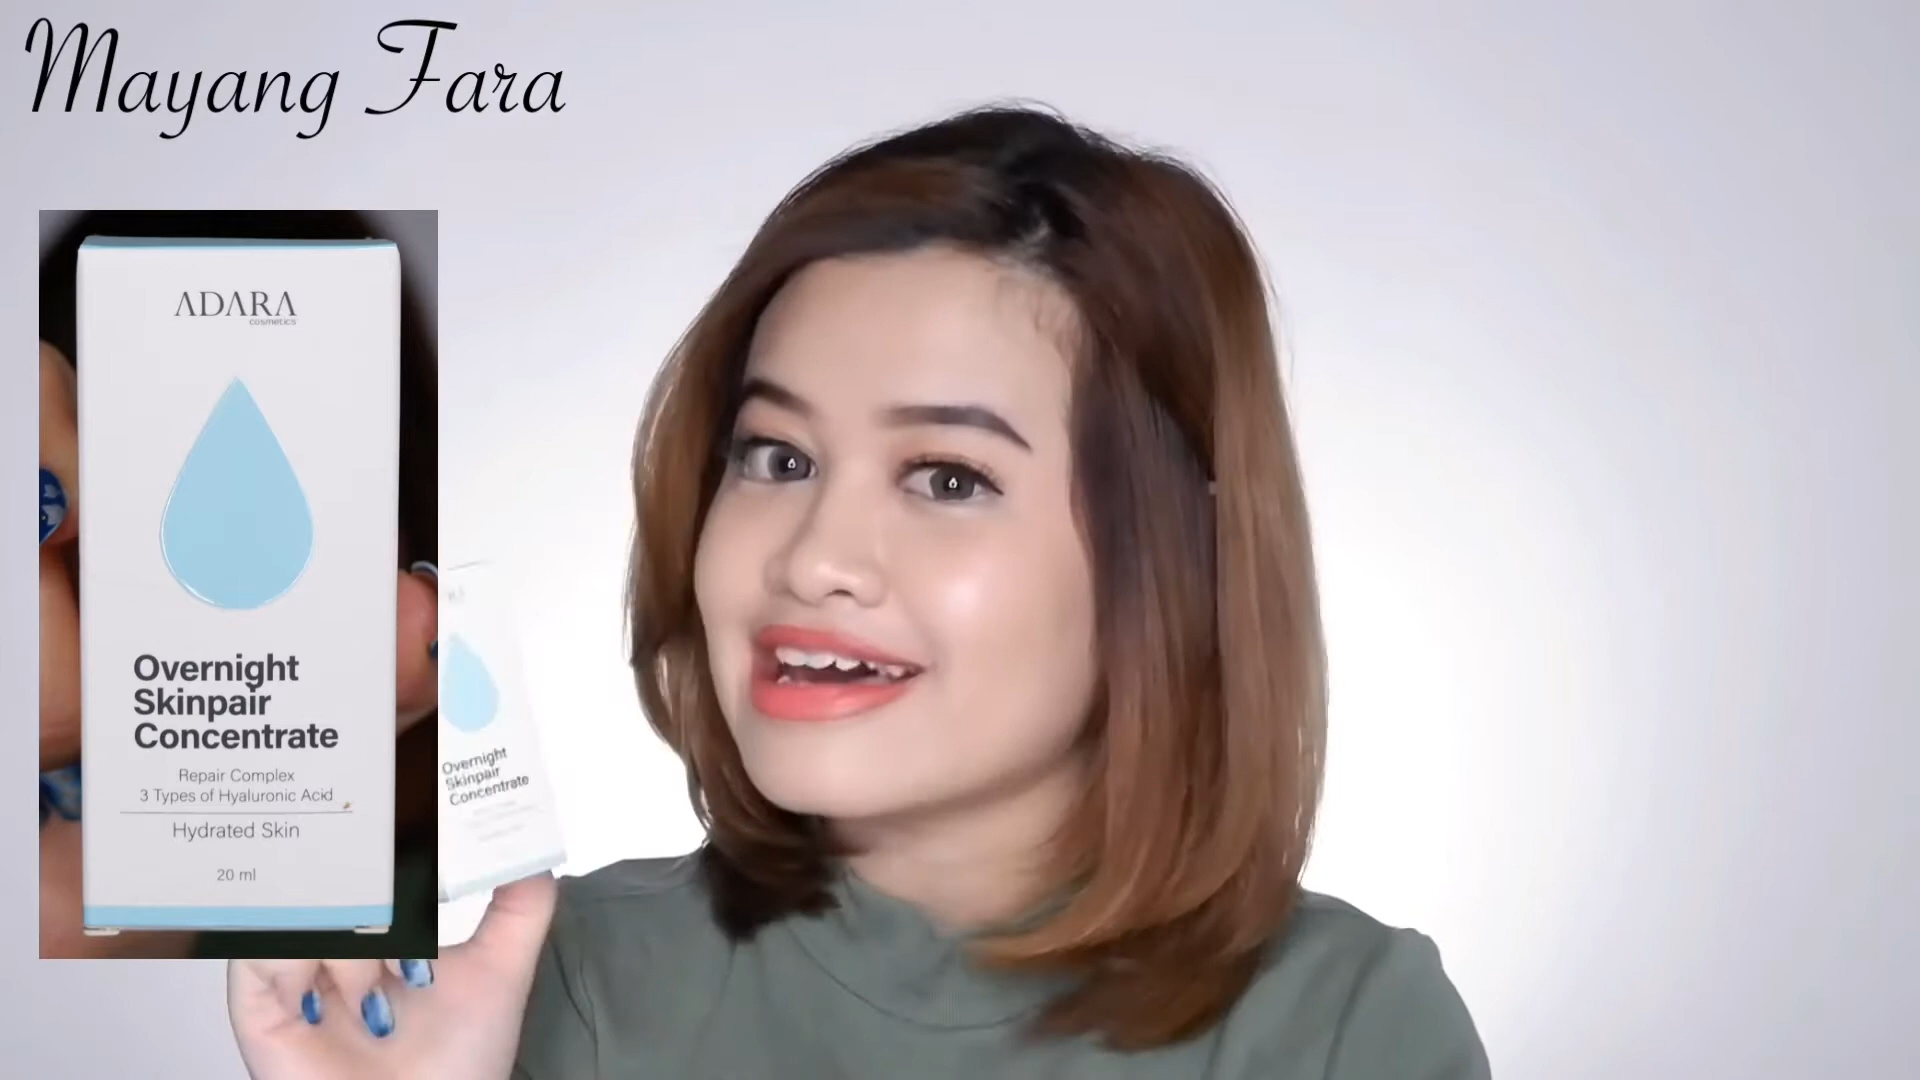 Mayang Fara
ADARA
cosmetics
Overnight
Skinpair
Concentrate
Repair Complex
3 Types of Hyaluronic Acid
Hydrated Skin
20 ml
Overnight
Skinpair
Concentrate